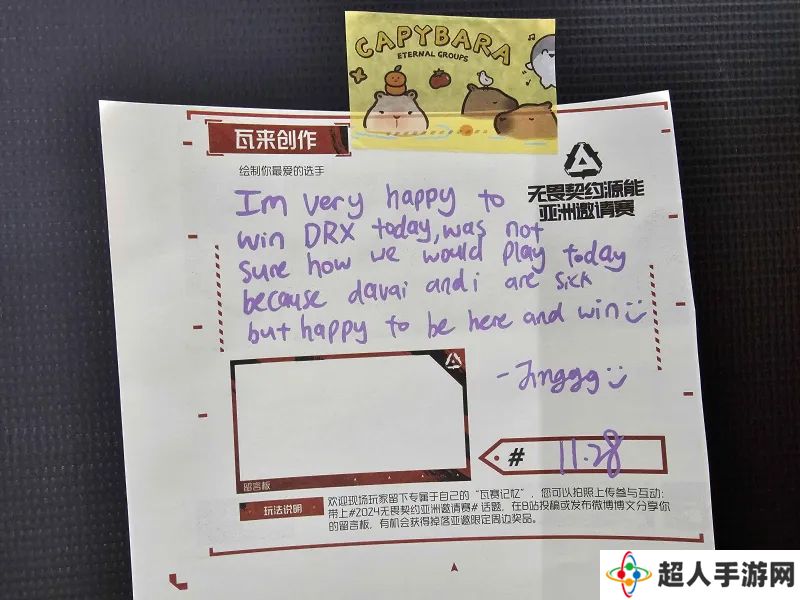 CAPYBARA
ETERNAL GROUPS
瓦来创作
绘制你最爱的选手
无畏契约源能
亚洲邀请赛
Im very happy to
win DRX today, was not
sure how we would play today
because davai and i are sick
but happy to be here and win
- Jinggg
# 11.28
留言板
玩法说明
欢迎现场玩家留下专属于自己的“瓦赛记忆”，您可以拍照上传参与互动：
带上#2024无畏契约亚洲邀请赛# 话题，在B站投稿或发布微博博文分享你
的留言板，有机会获得掉落亚邀限定周边奖品。
超人手游网